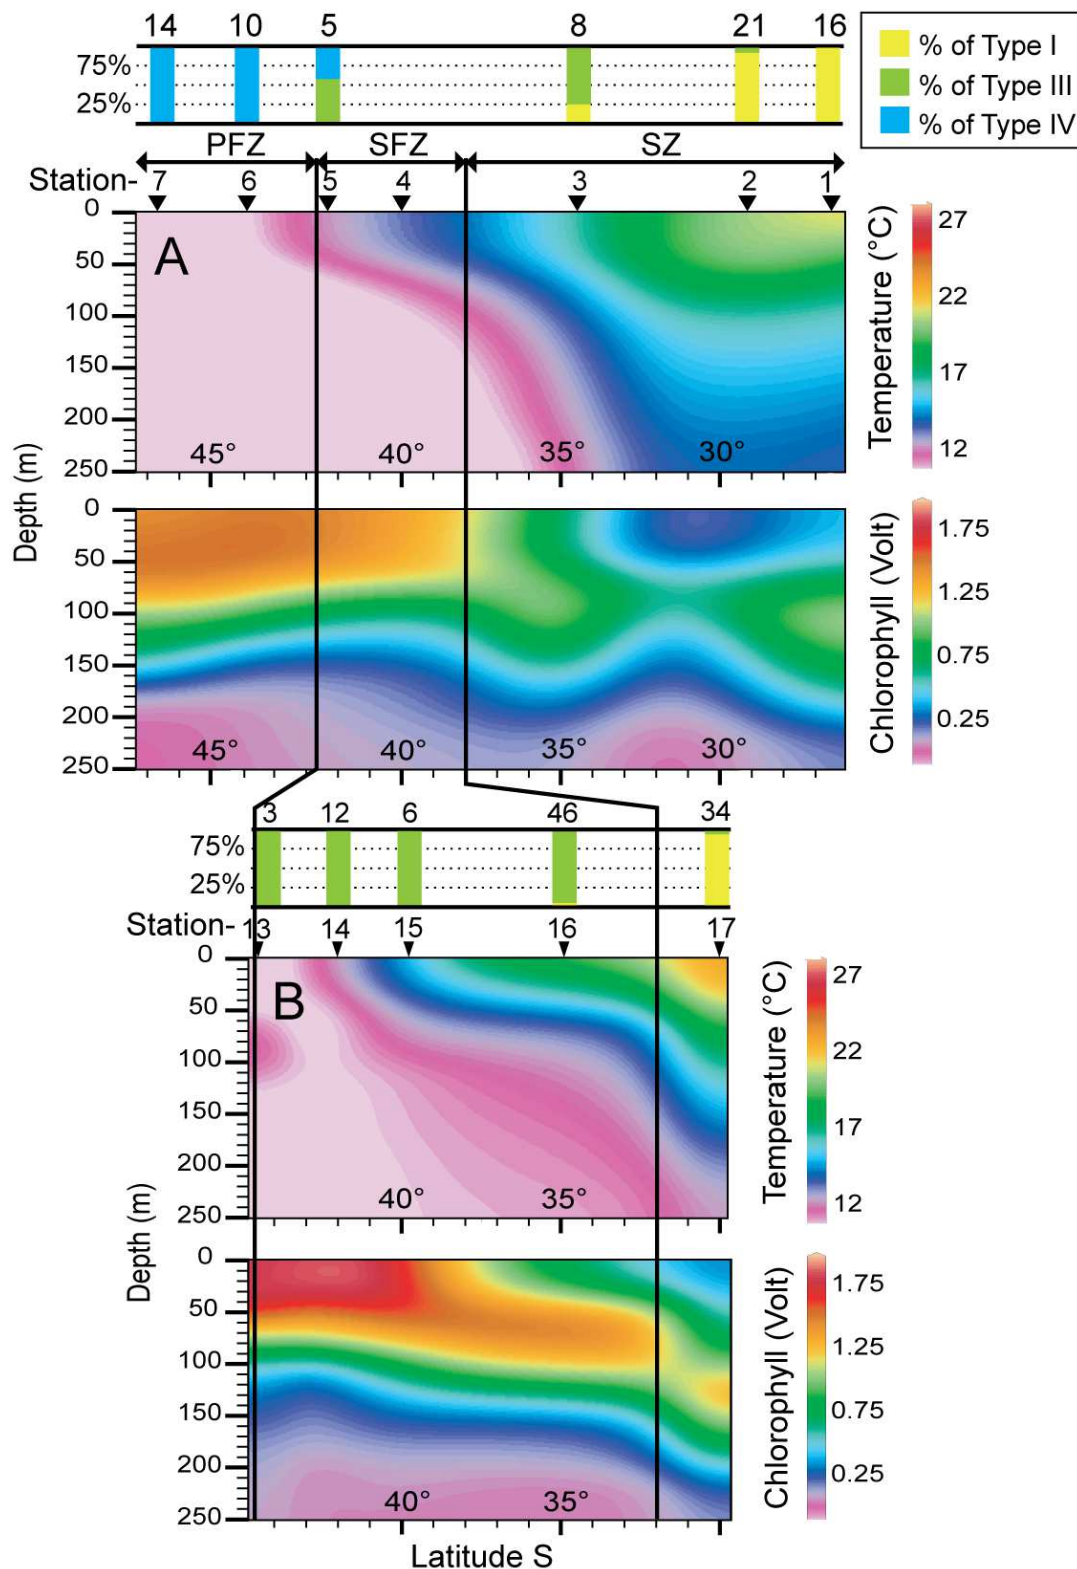 14 10 5 8 21 16
% of Type I
% of Type III
% of Type IV
75%
25%
PFZ SFZ SZ
Station- 7 6 5 4 3 2 1
A
0
50
100
150
200
250
45° 40° 35° 30°
Temperature (°C)
27
22
17
12
Depth (m)
0
50
100
150
200
250
45° 40° 35° 30°
Chlorophyll (Volt)
1.75
1.25
0.75
0.25
3 12 6 46 34
75%
25%
Station- 13 14 15 16 17
B
0
50
100
150
200
250
40° 35°
Temperature (°C)
27
22
17
12
Depth (m)
0
50
100
150
200
250
40° 35°
Chlorophyll (Volt)
1.75
1.25
0.75
0.25
Latitude S